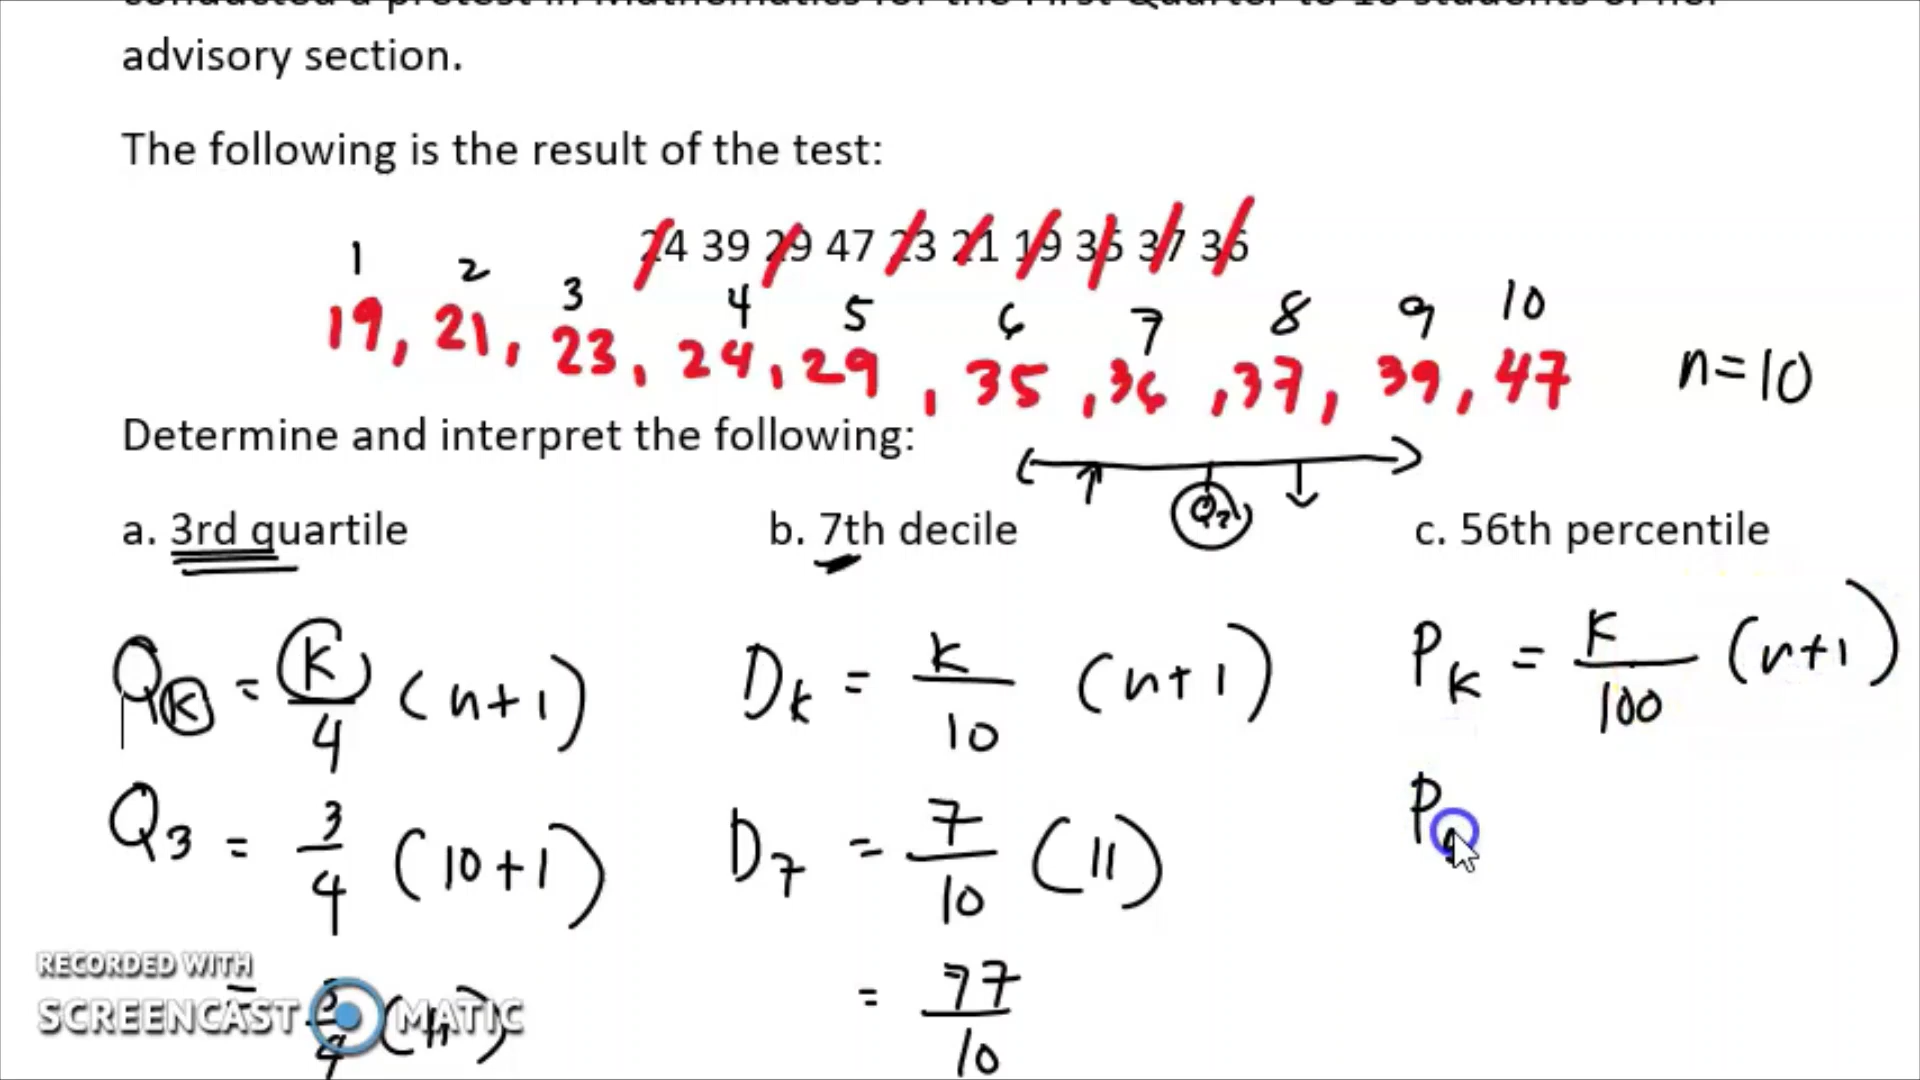 advisory section.
The following is the result of the test:
24 39 29 47 23 21 19 35 37 36
1 2 3 4 5 6 7 8 9 10
19, 21, 23, 24, 29, 35, 36, 37, 39, 47
n=10
Determine and interpret the following:
a. 3rd quartile b. 7th decile c. 56th percentile
Qk = k/4 (n+1) Dk = k/10 (n+1) Pk = k/100 (n+1)
Q3 = 3/4 (10+1) D7 = 7/10 (11) P
= 3/4 (11) = 77/10
RECORDED WITH
SCREENCAST MATIC